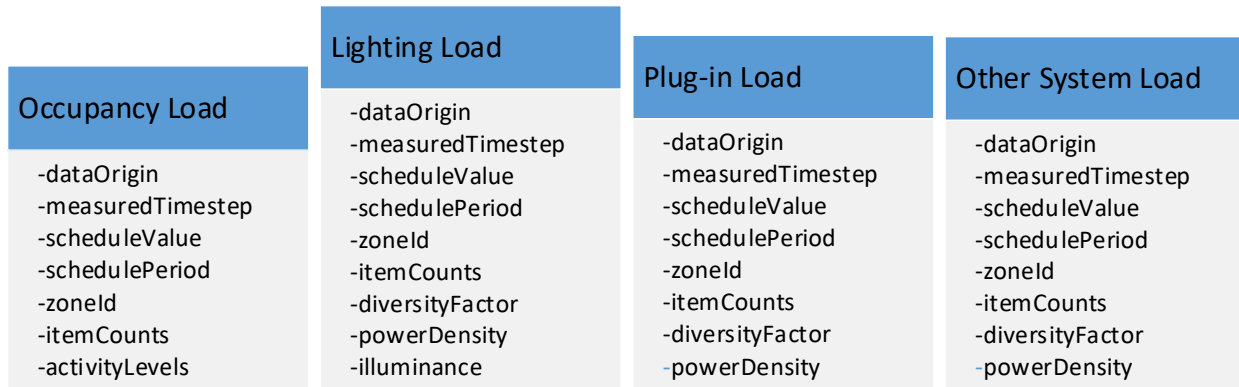 Occupancy Load
-dataOrigin
-measuredTimestep
-scheduleValue
-schedulePeriod
-zoneId
-itemCounts
-activityLevels
Lighting Load
-dataOrigin
-measuredTimestep
-scheduleValue
-schedulePeriod
-zoneId
-itemCounts
-diversityFactor
-powerDensity
-illuminance
Plug-in Load
-dataOrigin
-measuredTimestep
-scheduleValue
-schedulePeriod
-zoneId
-itemCounts
-diversityFactor
-powerDensity
Other System Load
-dataOrigin
-measuredTimestep
-scheduleValue
-schedulePeriod
-zoneId
-itemCounts
-diversityFactor
-powerDensity